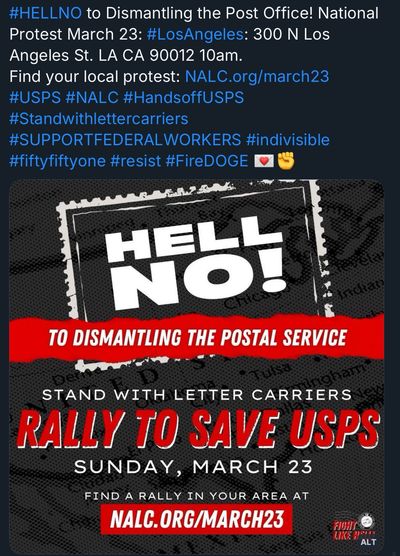 #HELLNO to Dismantling the Post Office! National
Protest March 23: #LosAngeles: 300 N Los
Angeles St. LA CA 90012 10am.
Find your local protest: NALC.org/march23
#USPS #NALC #HandsoffUSPS
#Standwithlettercarriers
#SUPPORTFEDERALWORKERS #indivisible
#fiftyfiftyone #resist #FireDOGE 💌✊
HELL
NO!
TO DISMANTLING THE POSTAL SERVICE
Tulsa
STAND WITH LETTER CARRIERS
RALLY TO SAVE USPS
SUNDAY, MARCH 23
FIND A RALLY IN YOUR AREA AT
NALC.ORG/MARCH23
FIGHT
LIKE
ALT